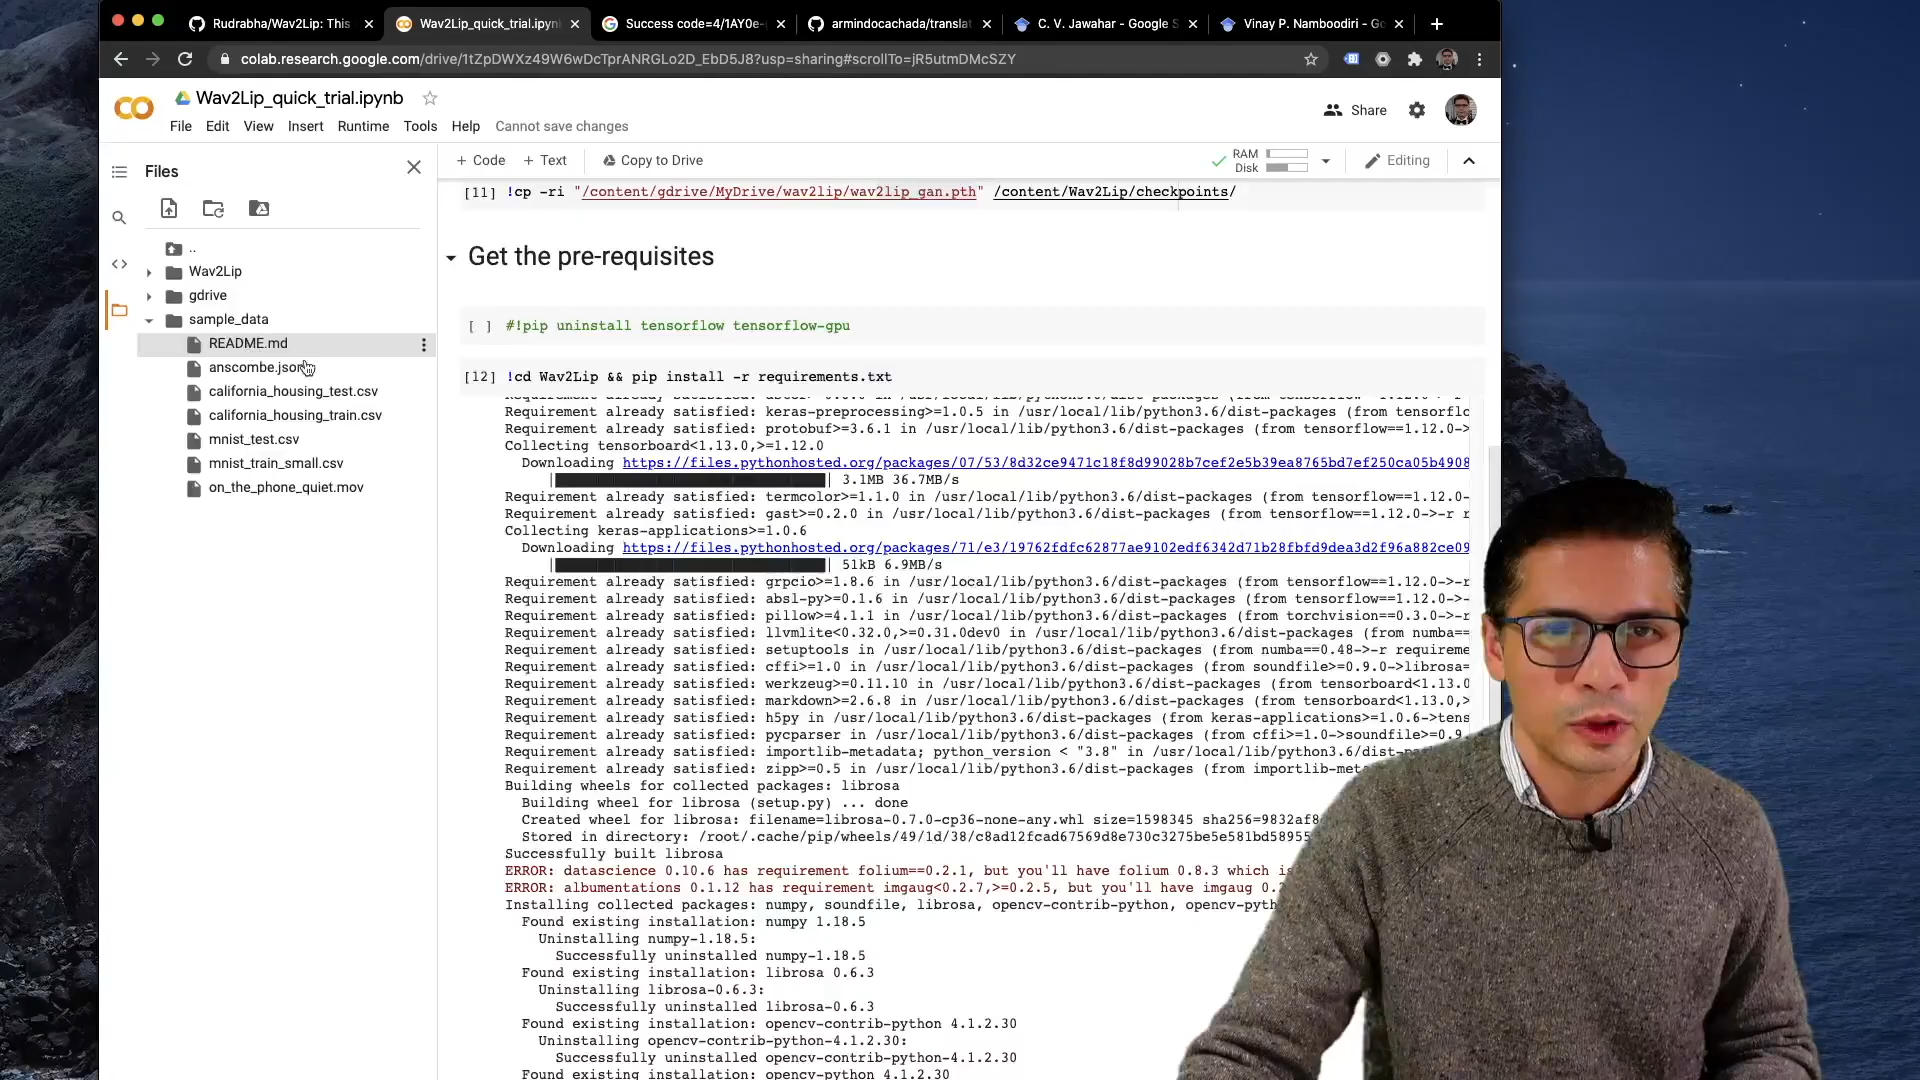 Rudrabha/Wav2Lip: This
Wav2Lip_quick_trial.ipynb
Success code=4/1AY0e-
armindocachada/translat
C. V. Jawahar - Google S
Vinay P. Namboodiri - Go
colab.research.google.com/drive/1tZpDWXz49W6wDcTprANRGLo2D_EbD5J8?usp=sharing#scrollTo=jR5utmDMcSZY
Wav2Lip_quick_trial.ipynb
Share
File Edit View Insert Runtime Tools Help Cannot save changes
Files
+ Code + Text Copy to Drive
RAM
Disk
Editing
..
Wav2Lip
gdrive
sample_data
README.md
anscombe.json
california_housing_test.csv
california_housing_train.csv
mnist_test.csv
mnist_train_small.csv
on_the_phone_quiet.mov
[11] !cp -ri "/content/gdrive/MyDrive/wav2lip/wav2lip_gan.pth" /content/Wav2Lip/checkpoints/
Get the pre-requisites
[ ] #!pip uninstall tensorflow tensorflow-gpu
[12] !cd Wav2Lip && pip install -r requirements.txt
Requirement already satisfied: keras-preprocessing>=1.0.5 in /usr/local/lib/python3.6/dist-packages (from tensorflc
Requirement already satisfied: protobuf>=3.6.1 in /usr/local/lib/python3.6/dist-packages (from tensorflow==1.12.0->
Collecting tensorboard<1.13.0,>=1.12.0
Downloading https://files.pythonhosted.org/packages/07/53/8d32ce9471c18f8d99028b7cef2e5b39ea8765bd7ef250ca05b4908
3.1MB 36.7MB/s
Requirement already satisfied: termcolor>=1.1.0 in /usr/local/lib/python3.6/dist-packages (from tensorflow==1.12.0-
Requirement already satisfied: gast>=0.2.0 in /usr/local/lib/python3.6/dist-packages (from tensorflow==1.12.0->-r r
Collecting keras-applications>=1.0.6
Downloading https://files.pythonhosted.org/packages/71/e3/19762fdfc62877ae9102edf6342d71b28fbfd9dea3d2f96a882ce09
51kB 6.9MB/s
Requirement already satisfied: grpcio>=1.8.6 in /usr/local/lib/python3.6/dist-packages (from tensorflow==1.12.0->-r
Requirement already satisfied: absl-py>=0.1.6 in /usr/local/lib/python3.6/dist-packages (from tensorflow==1.12.0->-
Requirement already satisfied: pillow>=4.1.1 in /usr/local/lib/python3.6/dist-packages (from torchvision==0.3.0->-r
Requirement already satisfied: llvmlite<0.32.0,>=0.31.0dev0 in /usr/local/lib/python3.6/dist-packages (from numba==
Requirement already satisfied: setuptools in /usr/local/lib/python3.6/dist-packages (from numba==0.48->-r requireme
Requirement already satisfied: cffi>=1.0 in /usr/local/lib/python3.6/dist-packages (from soundfile>=0.9.0->librosa=
Requirement already satisfied: werkzeug>=0.11.10 in /usr/local/lib/python3.6/dist-packages (from tensorboard<1.13.0
Requirement already satisfied: markdown>=2.6.8 in /usr/local/lib/python3.6/dist-packages (from tensorboard<1.13.0,>
Requirement already satisfied: h5py in /usr/local/lib/python3.6/dist-packages (from keras-applications>=1.0.6->tens
Requirement already satisfied: pycparser in /usr/local/lib/python3.6/dist-packages (from cffi>=1.0->soundfile>=0.9.
Requirement already satisfied: importlib-metadata; python_version < "3.8" in /usr/local/lib/python3.6/dist-pac
Requirement already satisfied: zipp>=0.5 in /usr/local/lib/python3.6/dist-packages (from importlib-meta
Building wheels for collected packages: librosa
Building wheel for librosa (setup.py) ... done
Created wheel for librosa: filename=librosa-0.7.0-cp36-none-any.whl size=1598345 sha256=9832af8
Stored in directory: /root/.cache/pip/wheels/49/1d/38/c8ad12fcad67569d8e730c3275be5e581bd58955
Successfully built librosa
ERROR: datascience 0.10.6 has requirement folium==0.2.1, but you'll have folium 0.8.3 which is
ERROR: albumentations 0.1.12 has requirement imgaug<0.2.7,>=0.2.5, but you'll have imgaug 0.2
Installing collected packages: numpy, soundfile, librosa, opencv-contrib-python, opencv-pyth
Found existing installation: numpy 1.18.5
Uninstalling numpy-1.18.5:
Successfully uninstalled numpy-1.18.5
Found existing installation: librosa 0.6.3
Uninstalling librosa-0.6.3:
Successfully uninstalled librosa-0.6.3
Found existing installation: opencv-contrib-python 4.1.2.30
Uninstalling opencv-contrib-python-4.1.2.30:
Successfully uninstalled opencv-contrib-python-4.1.2.30
Found existing installation: opencv-python 4.1.2.30